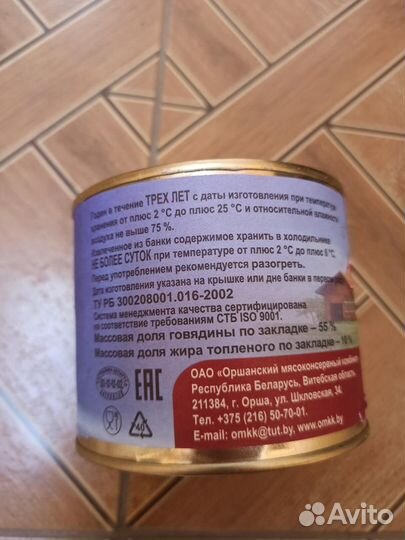 Годен в течение ТРЕХ ЛЕТ с даты изготовления при температуре
хранения от плюс 2 °С до плюс 25 °С и относительной влажности
воздуха не выше 75 %.
Извлеченное из банки содержимое хранить в холодильнике
НЕ БОЛЕЕ СУТОК при температуре от плюс 2 °С до плюс 6 °С.
Перед употреблением рекомендуется разогреть.
Дата изготовления указана на крышке или дне банки в первом
ТУ РБ 300208001.016-2002
Система менеджмента качества сертифицирована
на соответствие требованиям СТБ ISO 9001.
Массовая доля говядины по закладке - 55 %
Массовая доля жира топленого по закладке - 10 %
ОАО «Оршанский мясоконсервный комбинат»
Республика Беларусь, Витебская область,
211384, г. Орша, ул. Шкловская, 34.
Тел. +375 (216) 50-70-01.
E-mail: omkk@tut.by, www.omkk.by
ЕАС
40
Avito